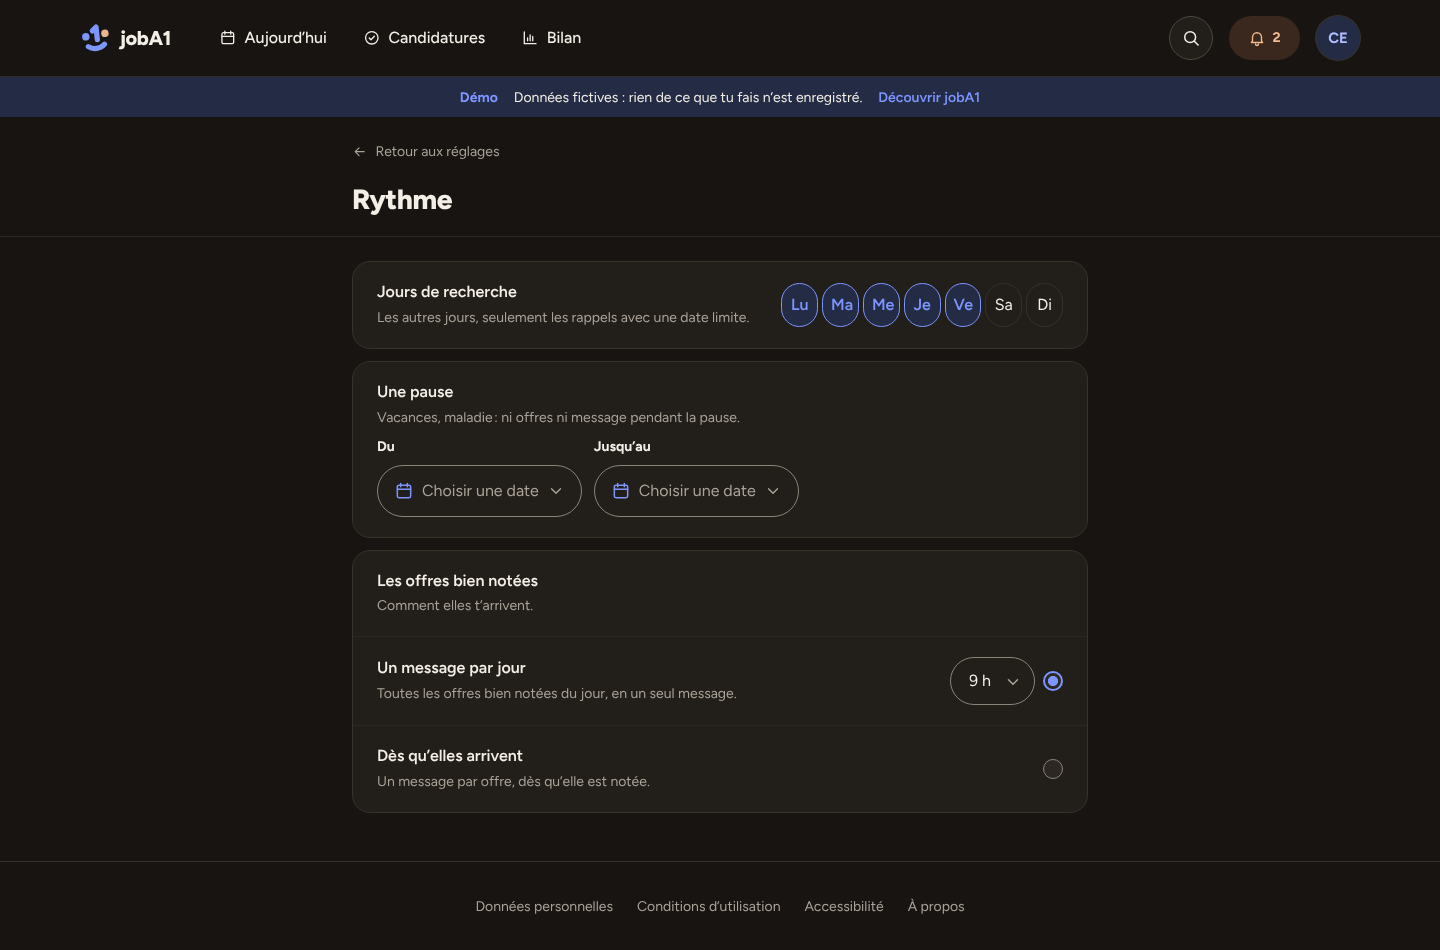 jobA1
Aujourd’hui
Candidatures
Bilan
2
CE
Démo Données fictives : rien de ce que tu fais n’est enregistré. Découvrir jobA1
← Retour aux réglages
Rythme
Jours de recherche
Les autres jours, seulement les rappels avec une date limite.
Lu Ma Me Je Ve Sa Di
Une pause
Vacances, maladie : ni offres ni message pendant la pause.
Du Jusqu’au
Choisir une date Choisir une date
Les offres bien notées
Comment elles t’arrivent.
Un message par jour
Toutes les offres bien notées du jour, en un seul message.
9 h
Dès qu’elles arrivent
Un message par offre, dès qu’elle est notée.
Données personnelles Conditions d’utilisation Accessibilité À propos